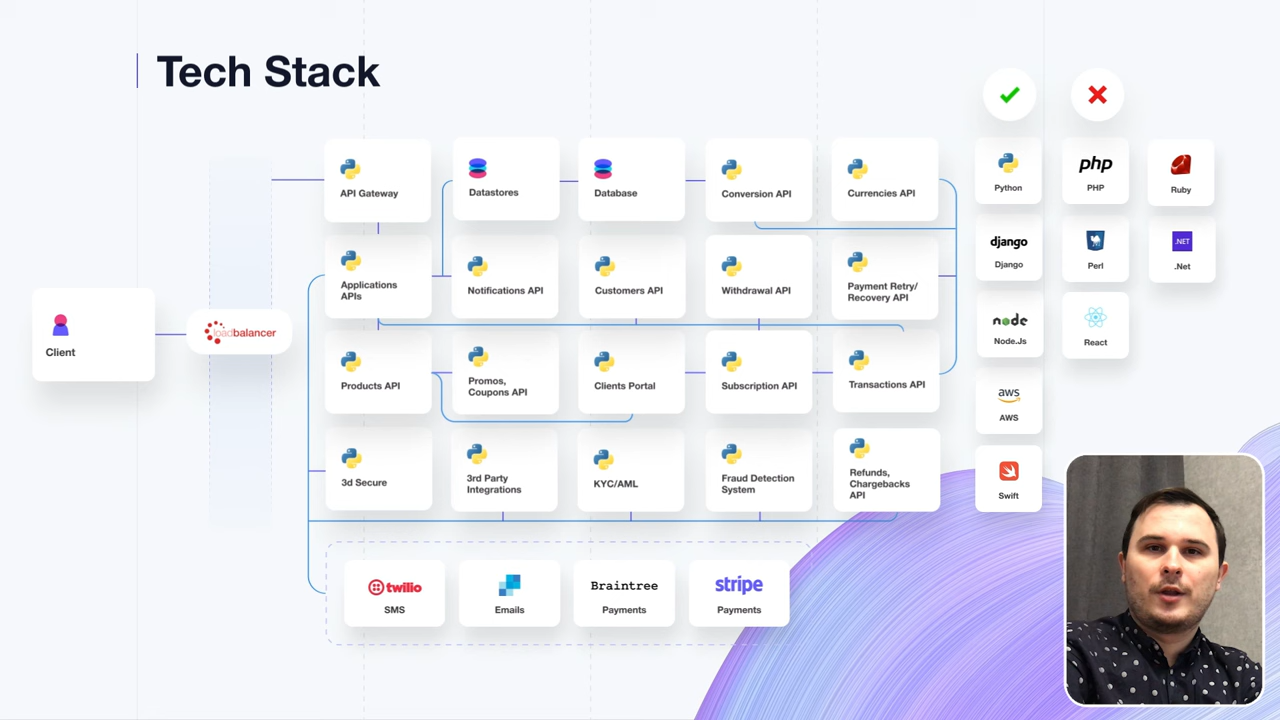 Tech Stack
Client
loadbalancer
API Gateway
Datastores
Database
Conversion API
Currencies API
Applications
APIs
Notifications API
Customers API
Withdrawal API
Payment Retry/
Recovery API
Products API
Promos,
Coupons API
Clients Portal
Subscription API
Transactions API
3d Secure
3rd Party
Integrations
KYC/AML
Fraud Detection
System
Refunds,
Chargebacks
API
twilio
SMS
Emails
Braintree
Payments
stripe
Payments
Python
django
Django
node
Node.Js
aws
AWS
Swift
php
PHP
Perl
React
Ruby
.NET
.Net